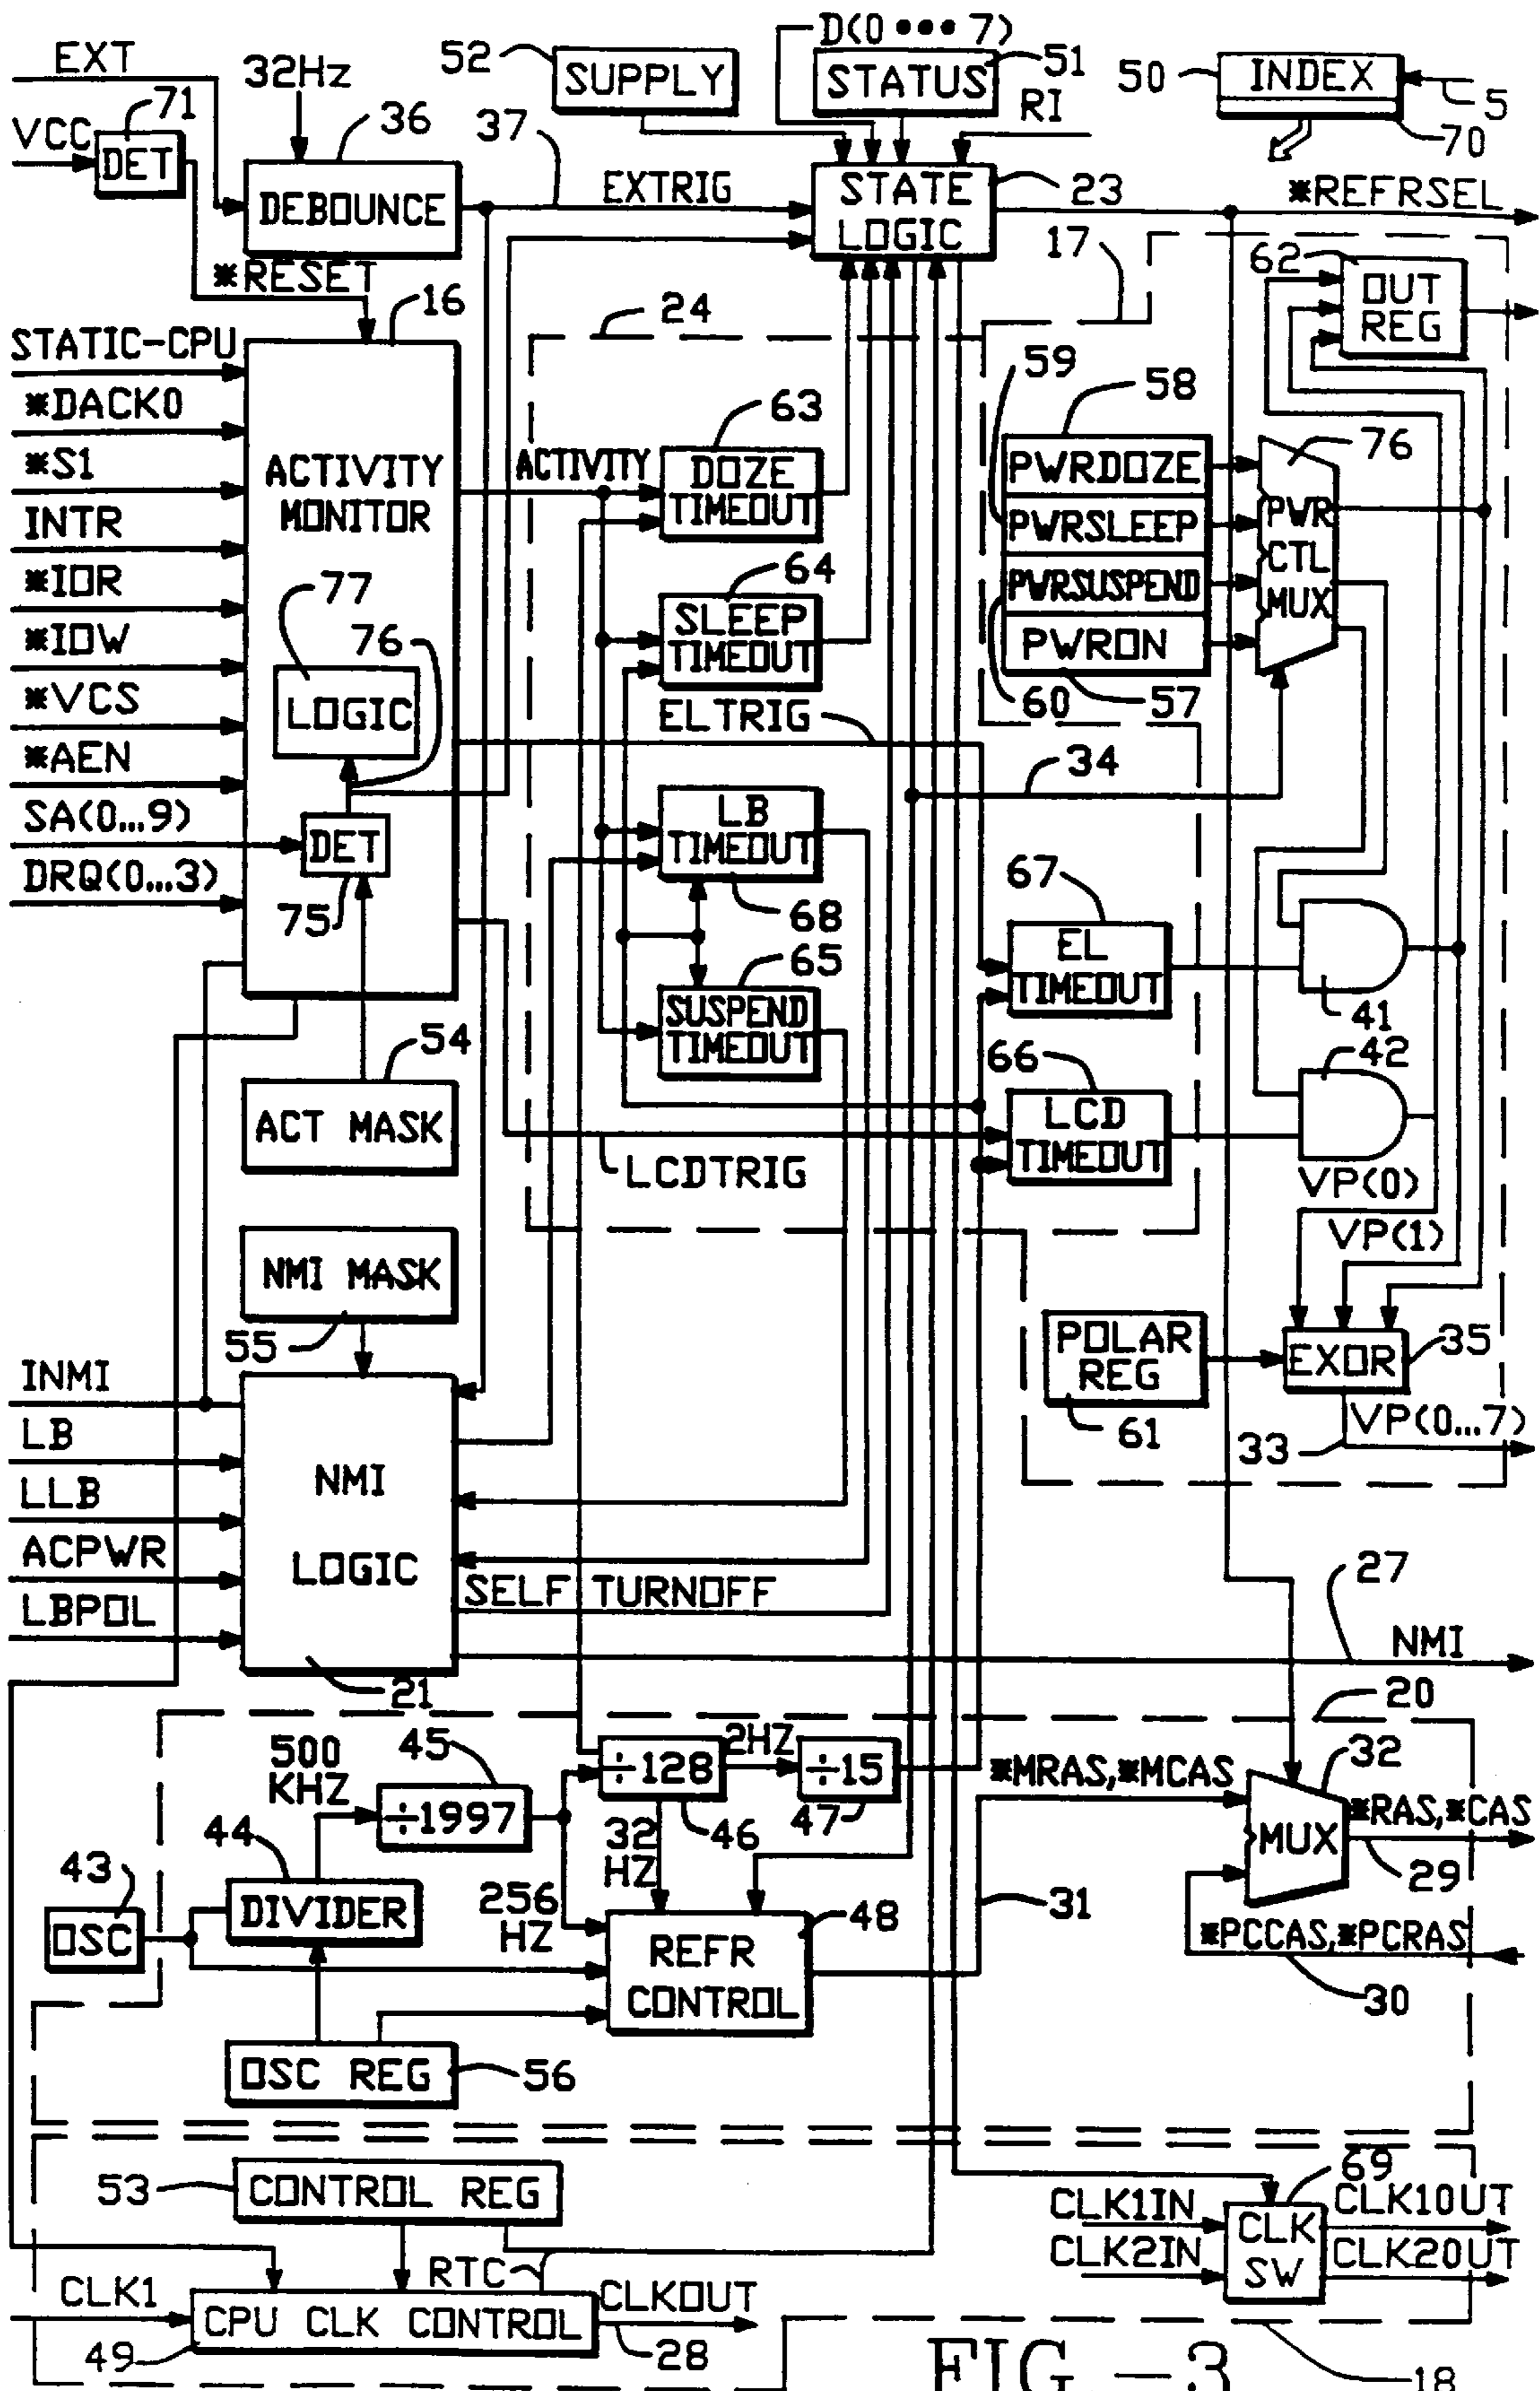 D(0 ••• 7)
EXT
32Hz
52
SUPPLY
STATUS
51
50
INDEX
5
70
RI
71
VCC
DET
36
37
DEBOUNCE
EXTRIG
STATE
LOGIC
23
*REFRSEL
*RESET
17
62
OUT
REG
16
24
STATIC-CPU
*DACK0
*S1
INTR
*IOR
*IOW
*VCS
*AEN
SA(0...9)
DRQ(0...3)
ACTIVITY
MONITOR
77
76
LOGIC
DET
75
ACTIVITY
63
DOZE
TIMEOUT
64
SLEEP
TIMEOUT
ELTRIG
LB
TIMEOUT
68
65
SUSPEND
TIMEOUT
59
58
PWRDOZE
PWRSLEEP
PWRSUSPEND
PWRON
60
57
76
PWR
CTL
MUX
34
67
EL
TIMEOUT
41
42
66
LCD
TIMEOUT
54
ACT MASK
LCDTRIG
VP(0)
VP(1)
NMI MASK
55
POLAR
REG
61
EXOR
35
VP(0...7)
33
INMI
LB
LLB
ACPWR
LBPOL
NMI
LOGIC
SELF TURNOFF
21
27
NMI
20
500
KHZ
45
÷1997
÷128
2HZ
÷15
46
47
32
HZ
*MRAS,*MCAS
32
MUX
*RAS,*CAS
29
44
43
OSC
DIVIDER
256
HZ
REFR
CONTROL
48
31
*PCCAS,*PCRAS
30
OSC REG
56
53
CONTROL REG
69
CLK1IN
CLK2IN
CLK
SW
CLK1OUT
CLK2OUT
RTC
CLK1
CPU CLK CONTROL
CLKOUT
49
28
FIG.-3
18